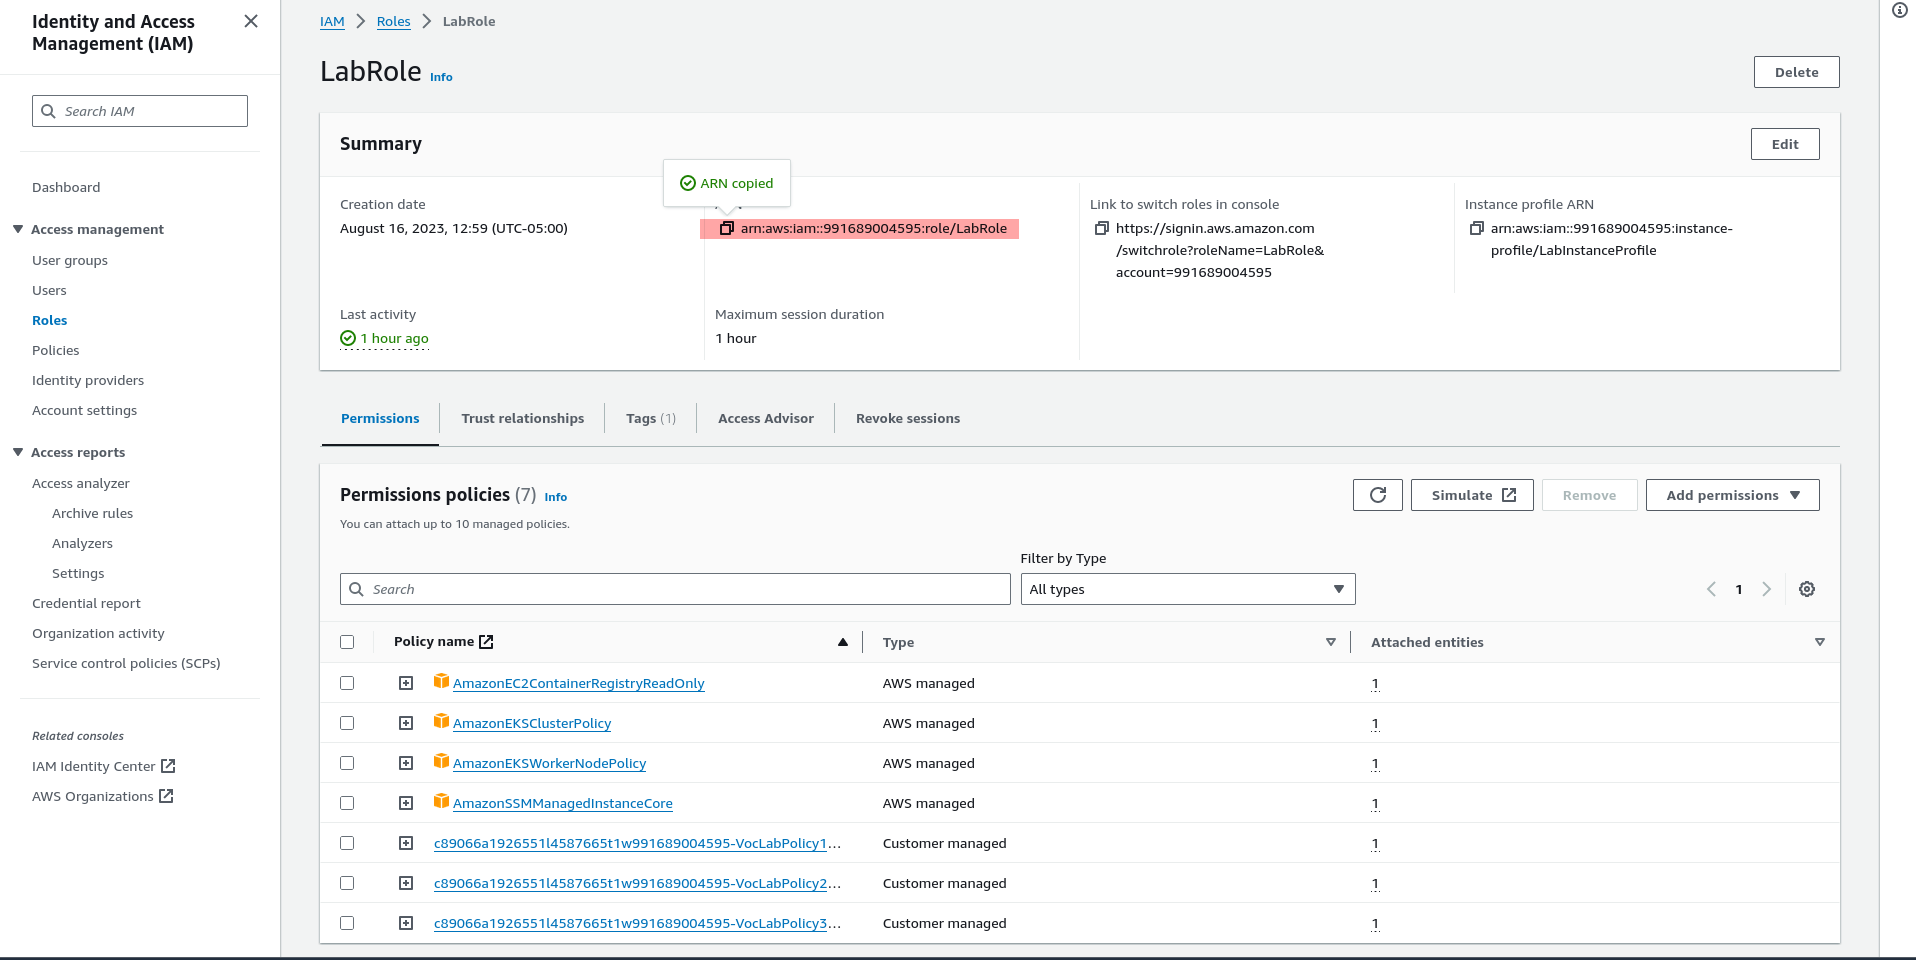 Identity and Access
Management (IAM)
Search IAM
Dashboard
Access management
User groups
Users
Roles
Policies
Identity providers
Account settings
Access reports
Access analyzer
Archive rules
Analyzers
Settings
Credential report
Organization activity
Service control policies (SCPs)
Related consoles
IAM Identity Center
AWS Organizations
IAM > Roles > LabRole
LabRole Info
Delete
Summary
Edit
ARN copied
Creation date
August 16, 2023, 12:59 (UTC-05:00)
arn:aws:iam::991689004595:role/LabRole
Link to switch roles in console
https://signin.aws.amazon.com
/switchrole?roleName=LabRole&
account=991689004595
Instance profile ARN
arn:aws:iam::991689004595:instance-
profile/LabInstanceProfile
Last activity
1 hour ago
Maximum session duration
1 hour
Permissions
Trust relationships
Tags (1)
Access Advisor
Revoke sessions
Permissions policies (7) Info
You can attach up to 10 managed policies.
Simulate
Remove
Add permissions
Filter by Type
Search
All types
1
Policy name
Type
Attached entities
AmazonEC2ContainerRegistryReadOnly AWS managed 1
AmazonEKSClusterPolicy AWS managed 1
AmazonEKSWorkerNodePolicy AWS managed 1
AmazonSSMManagedInstanceCore AWS managed 1
c89066a1926551l4587665t1w991689004595-VocLabPolicy1... Customer managed 1
c89066a1926551l4587665t1w991689004595-VocLabPolicy2... Customer managed 1
c89066a1926551l4587665t1w991689004595-VocLabPolicy3... Customer managed 1